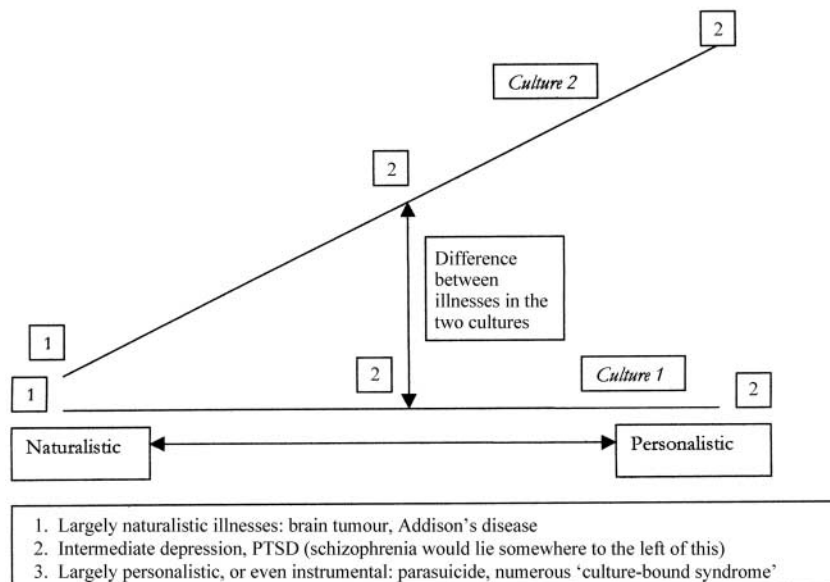 2
Culture 2
2
Difference
between
illnesses in the
two cultures
1
1
2
Culture 1
2
Naturalistic
Personalistic
1. Largely naturalistic illnesses: brain tumour, Addison's disease
2. Intermediate depression, PTSD (schizophrenia would lie somewhere to the left of this)
3. Largely personalistic, or even instrumental: parasuicide, numerous ‘culture-bound syndrome’